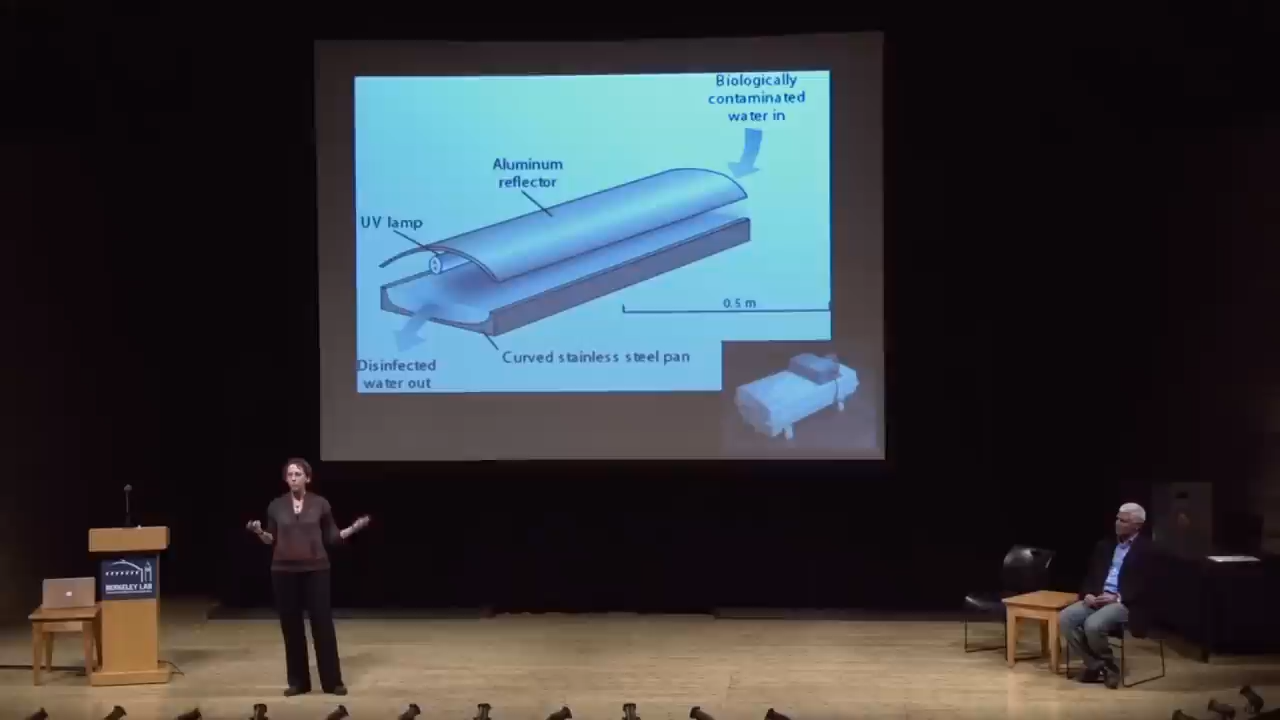 Biologically
contaminated
water in
Aluminum
reflector
UV lamp
0.5 m
Curved stainless steel pan
Disinfected
water out
BERKELEY LAB